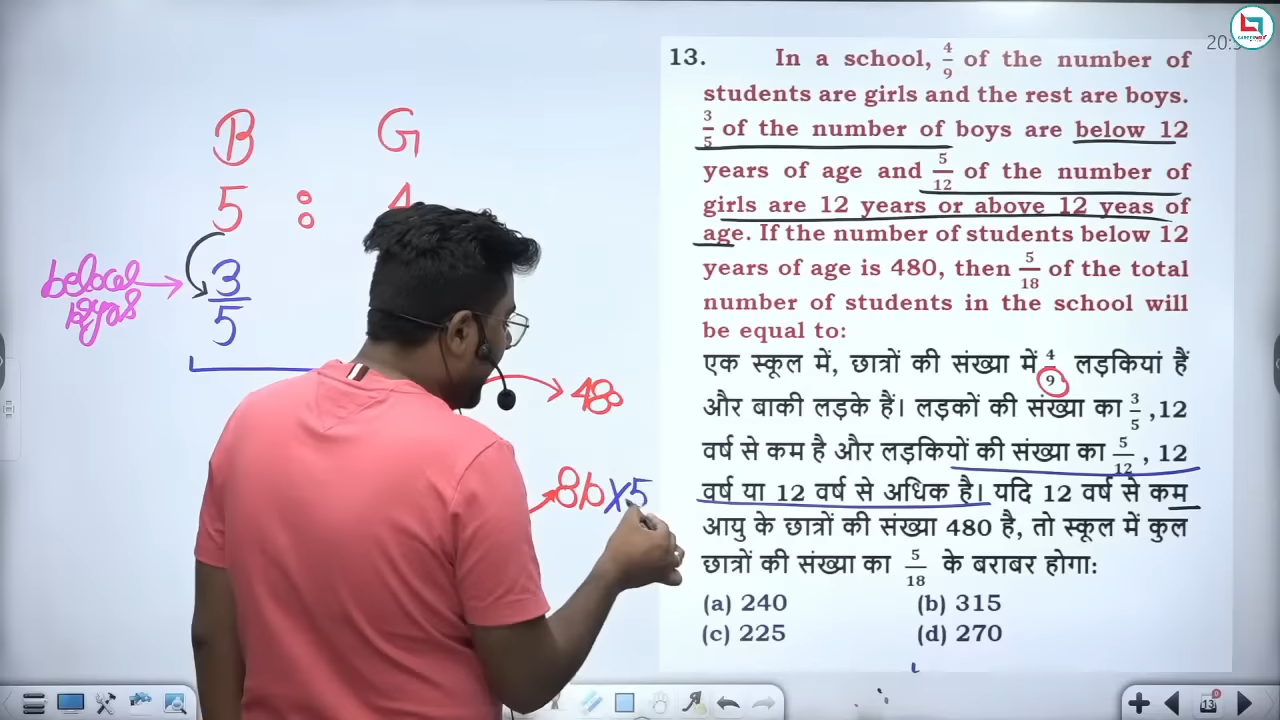 B G
5 : 4
3
5
480
× 5
20:
13. In a school, 4/9 of the number of
students are girls and the rest are boys.
3/5 of the number of boys are below 12
years of age and 5/12 of the number of
girls are 12 years or above 12 yeas of
age. If the number of students below 12
years of age is 480, then 5/18 of the total
number of students in the school will
be equal to:
एक स्कूल में, छात्रों की संख्या में 4/9 लड़कियां हैं
और बाकी लड़के हैं। लड़कों की संख्या का 3/5 ,12
वर्ष से कम है और लड़कियों की संख्या का 5/12 , 12
वर्ष या 12 वर्ष से अधिक है। यदि 12 वर्ष से कम
आयु के छात्रों की संख्या 480 है, तो स्कूल में कुल
छात्रों की संख्या का 5/18 के बराबर होगा:
(a) 240 (b) 315
(c) 225 (d) 270
13